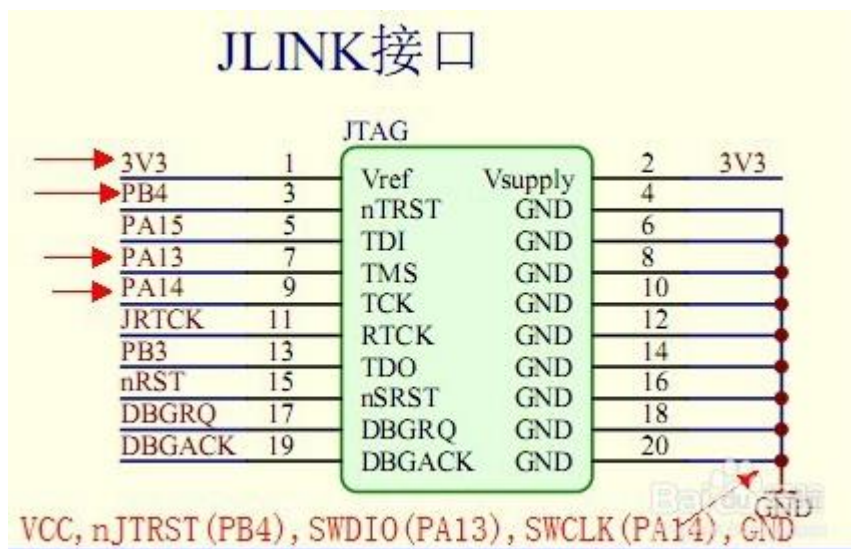 JLINK接口
JTAG
3V3 1 Vref Vsupply 2 3V3
PB4 3 nTRST GND 4
PA15 5 TDI GND 6
PA13 7 TMS GND 8
PA14 9 TCK GND 10
JRTCK 11 RTCK GND 12
PB3 13 TDO GND 14
nRST 15 nSRST GND 16
DBGRQ 17 DBGRQ GND 18
DBGACK 19 DBGACK GND 20
GND
VCC,nJTRST(PB4),SWDIO(PA13),SWCLK(PA14),GND